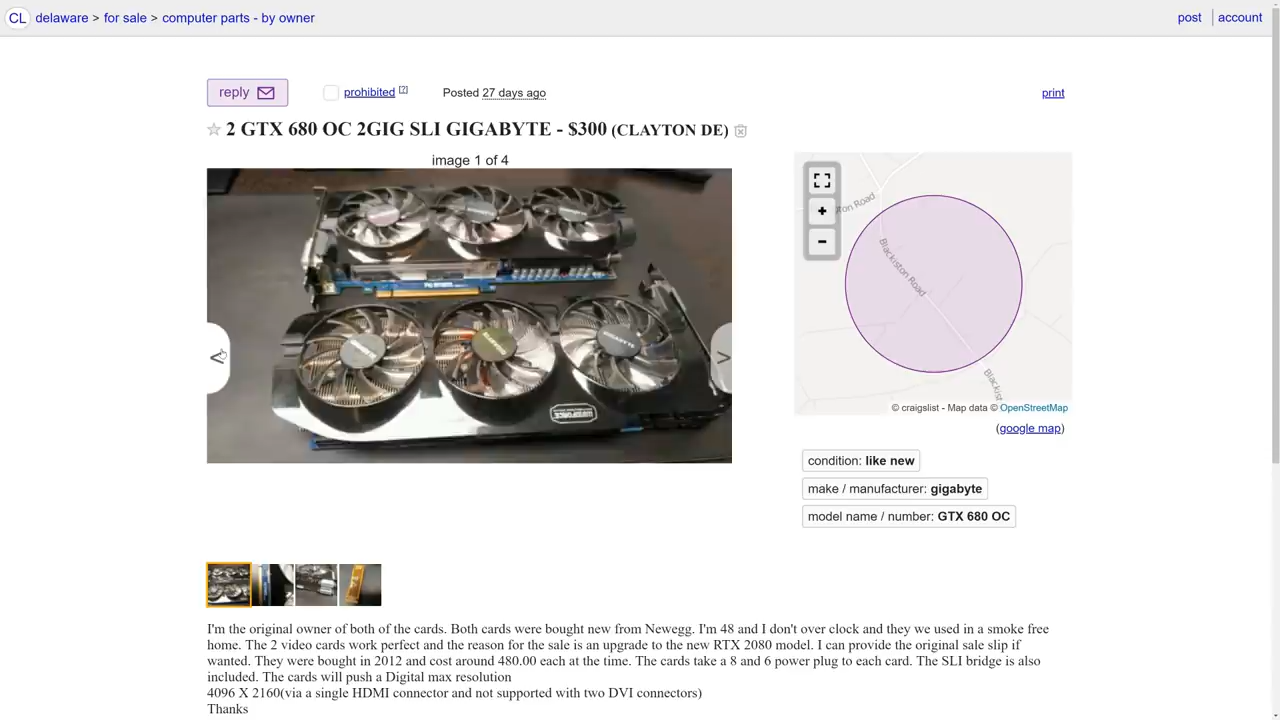 CL delaware > for sale > computer parts - by owner
post account
reply
prohibited [?]
Posted 27 days ago
print
2 GTX 680 OC 2GIG SLI GIGABYTE - $300 (CLAYTON DE)
image 1 of 4
<
>
+
-
Blackiston Road
© craigslist - Map data © OpenStreetMap
(google map)
condition: like new
make / manufacturer: gigabyte
model name / number: GTX 680 OC
I'm the original owner of both of the cards. Both cards were bought new from Newegg. I'm 48 and I don't over clock and they we used in a smoke free
home. The 2 video cards work perfect and the reason for the sale is an upgrade to the new RTX 2080 model. I can provide the original sale slip if
wanted. They were bought in 2012 and cost around 480.00 each at the time. The cards take a 8 and 6 power plug to each card. The SLI bridge is also
included. The cards will push a Digital max resolution
4096 X 2160(via a single HDMI connector and not supported with two DVI connectors)
Thanks